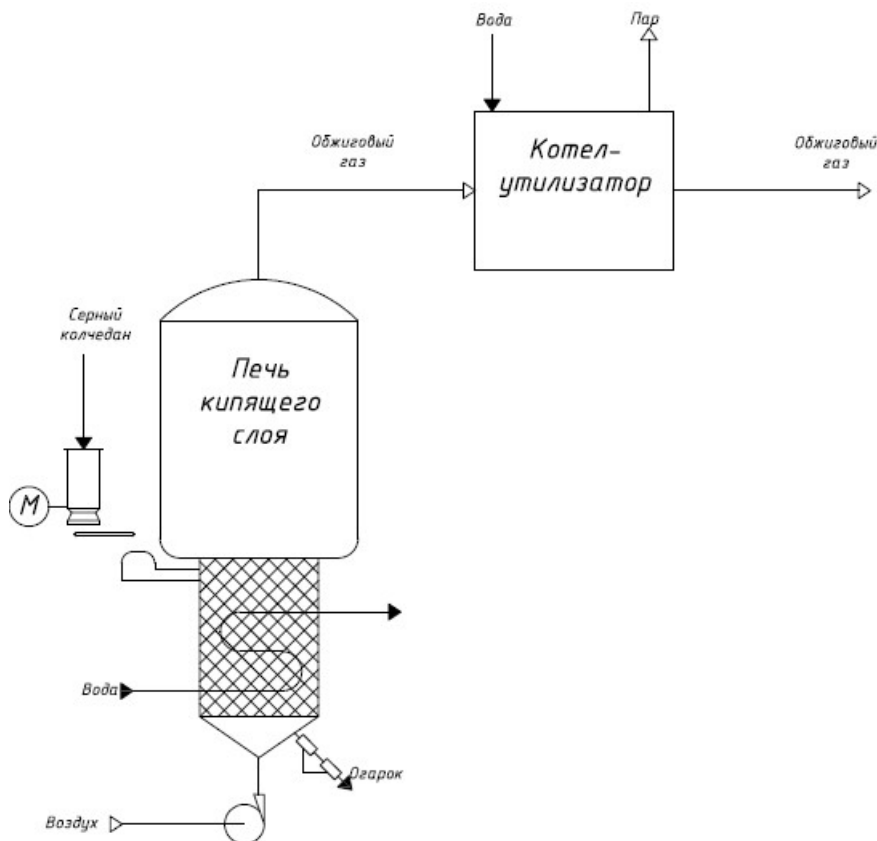 Вода
Пар
Обжиговый
газ
Котел-
утилизатор
Обжиговый
газ
Серный
колчедан
Печь
кипящего
слоя
М
Вода
Огарок
Воздух